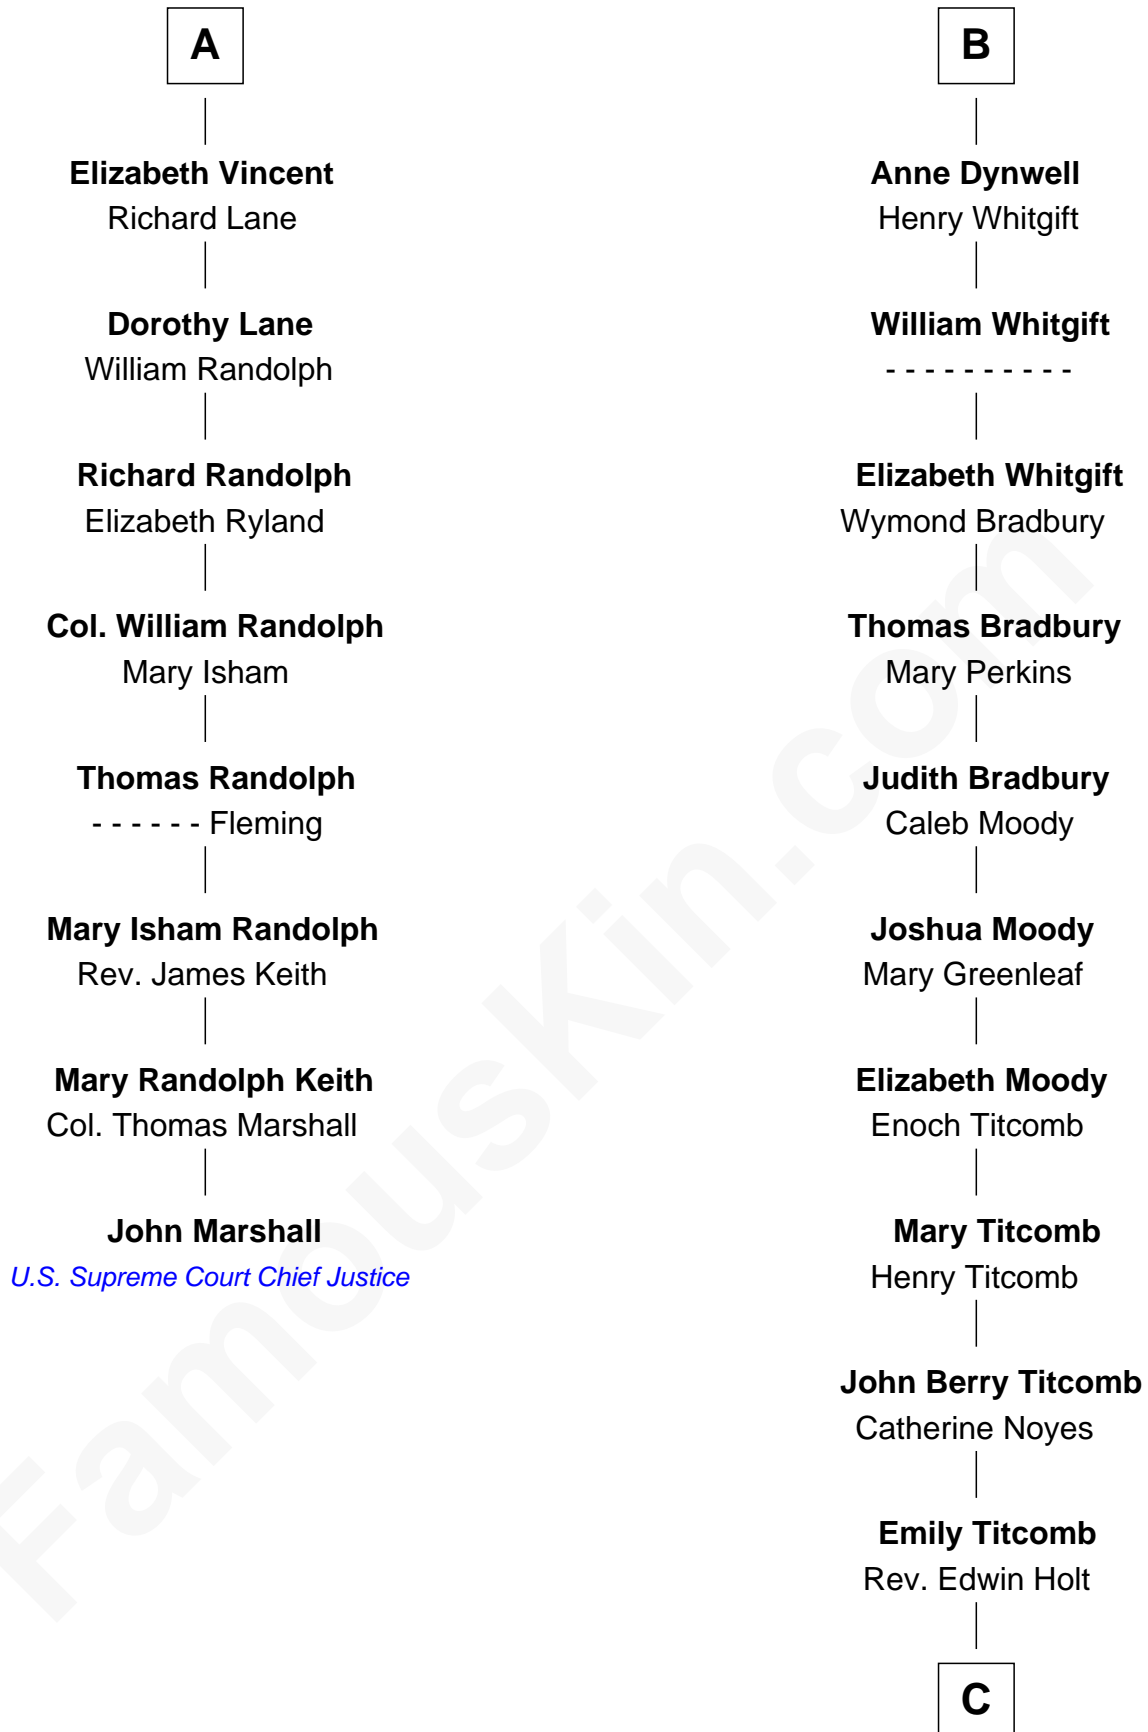 A
Elizabeth Vincent
Richard Lane
Dorothy Lane
William Randolph
Richard Randolph
Elizabeth Ryland
Col. William Randolph
Mary Isham
Thomas Randolph
- - - - - - Fleming
Mary Isham Randolph
Rev. James Keith
Mary Randolph Keith
Col. Thomas Marshall
John Marshall
U.S. Supreme Court Chief Justice
B
Anne Dynwell
Henry Whitgift
William Whitgift
- - - - - - - - - -
Elizabeth Whitgift
Wymond Bradbury
Thomas Bradbury
Mary Perkins
Judith Bradbury
Caleb Moody
Joshua Moody
Mary Greenleaf
Elizabeth Moody
Enoch Titcomb
Mary Titcomb
Henry Titcomb
John Berry Titcomb
Catherine Noyes
Emily Titcomb
Rev. Edwin Holt
C
FamousKin.com